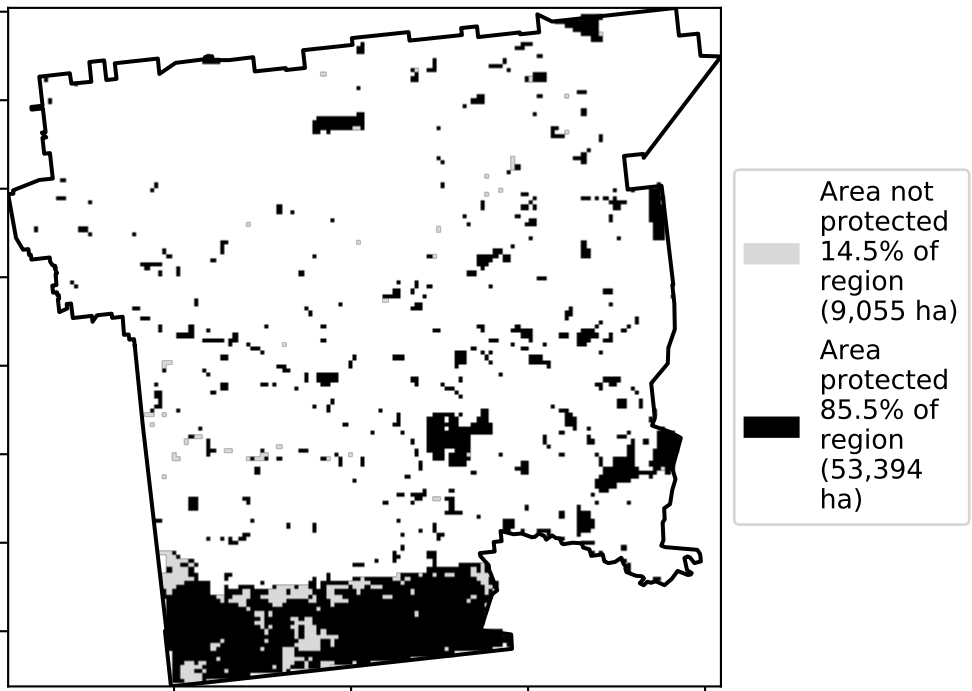 Area not
protected
14.5% of
region
(9,055 ha)
Area
protected
85.5% of
region
(53,394
ha)